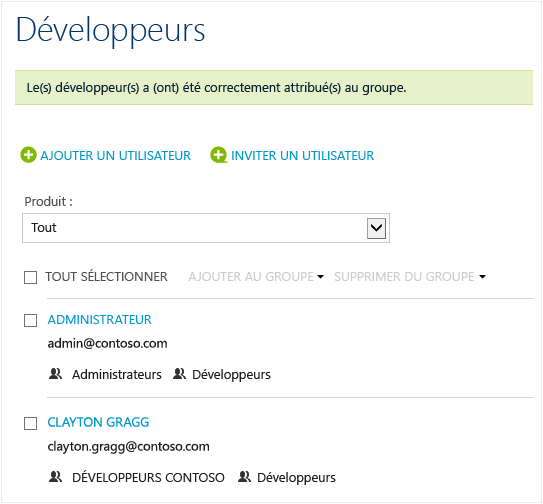 Développeurs
Le(s) développeur(s) a (ont) été correctement attribué(s) au groupe.
AJOUTER UN UTILISATEUR INVITER UN UTILISATEUR
Produit :
Tout
TOUT SÉLECTIONNER AJOUTER AU GROUPE SUPPRIMER DU GROUPE
ADMINISTRATEUR
admin@contoso.com
Administrateurs Développeurs
CLAYTON GRAGG
clayton.gragg@contoso.com
DÉVELOPPEURS CONTOSO Développeurs